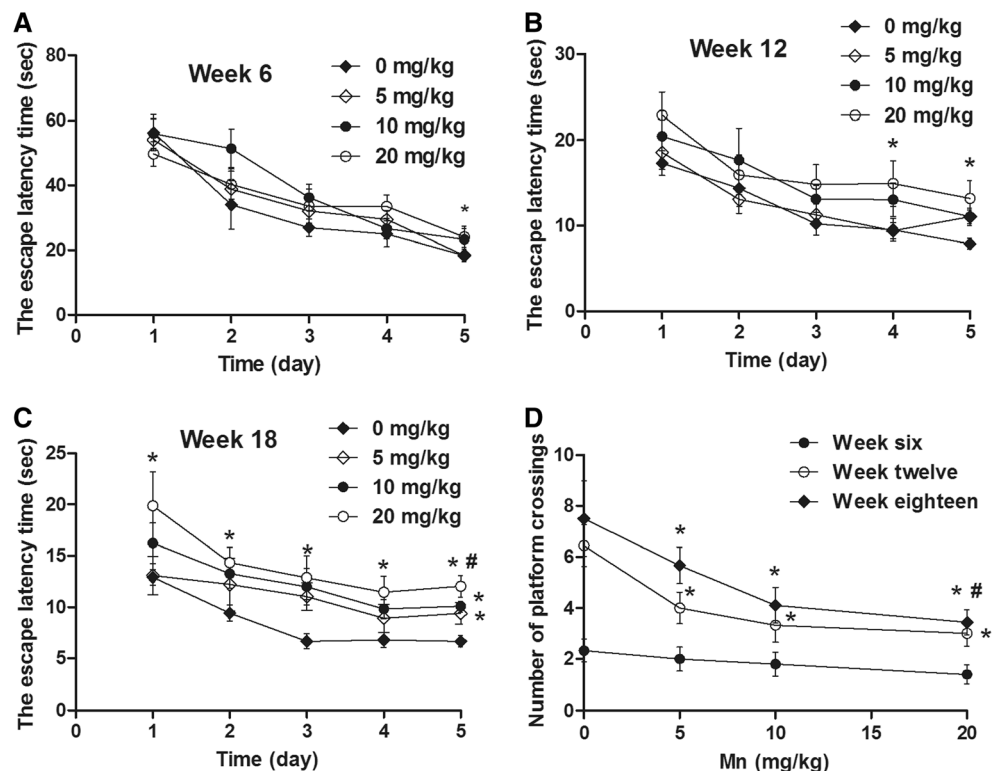 A
The escape latency time (sec)
Week 6
0 mg/kg
5 mg/kg
10 mg/kg
20 mg/kg
80
60
40
20
0
*
0 1 2 3 4 5
Time (day)
B
The escape latency time (sec)
Week 12
0 mg/kg
5 mg/kg
10 mg/kg
20 mg/kg
30
20
10
0
* *
0 1 2 3 4 5
Time (day)
C
The escape latency time (sec)
Week 18
0 mg/kg
5 mg/kg
10 mg/kg
20 mg/kg
25
20
15
10
5
0
* * * * * #
*
*
0 1 2 3 4 5
Time (day)
D
Number of platform crossings
Week six
Week twelve
Week eighteen
10
8
6
4
2
0
* * * #
* * *
0 5 10 15 20
Mn (mg/kg)